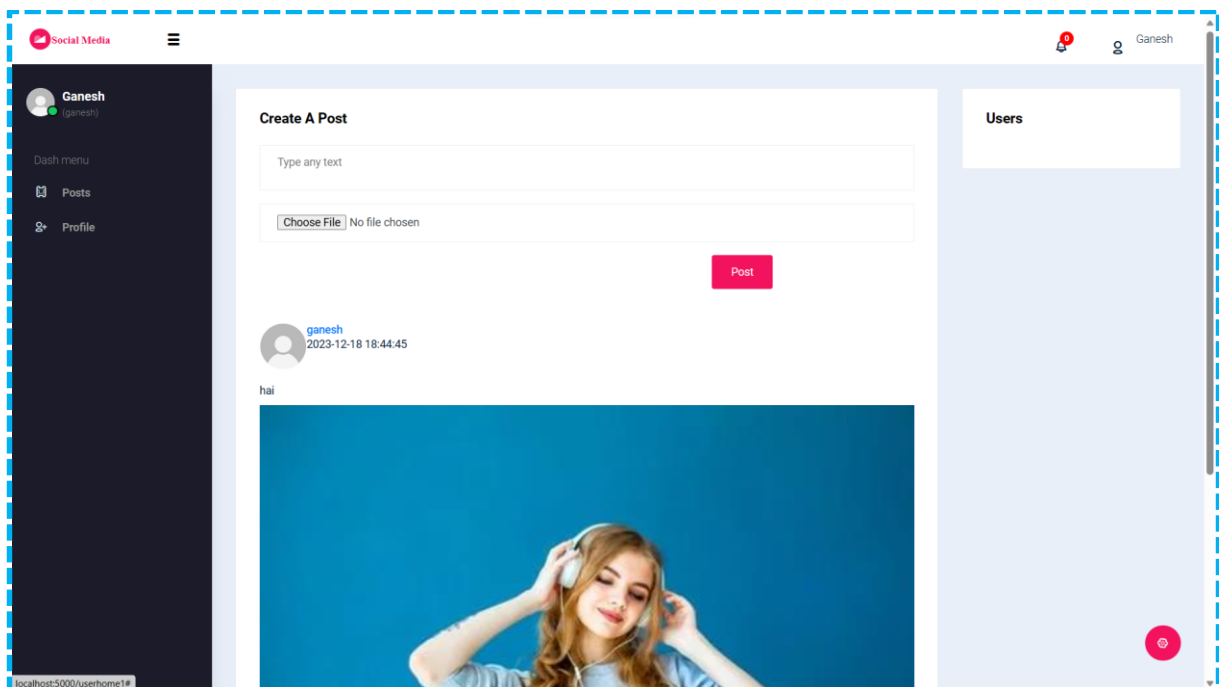 Social Media
0
Ganesh
Ganesh
(ganesh)
Dash menu
Posts
Profile
Create A Post
Type any text
Choose File No file chosen
Post
ganesh
2023-12-18 18:44:45
hai
Users
localhost:5000/userhome1#